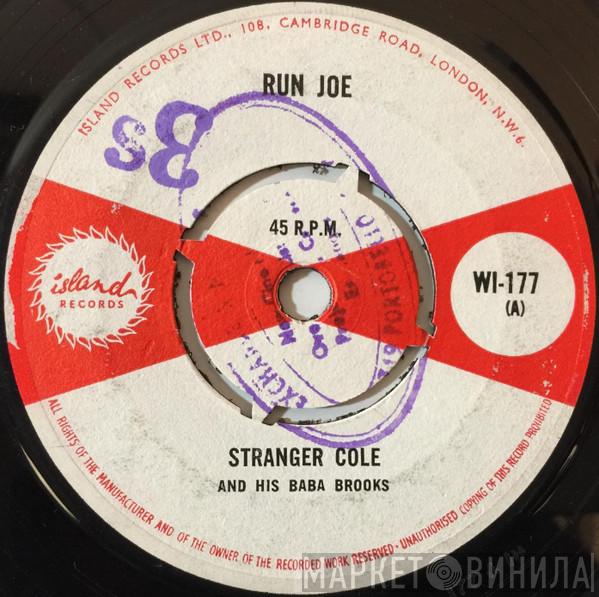 ISLAND RECORDS LTD., 108, CAMBRIDGE ROAD, LONDON, N.W.6.
RUN JOE
45 R.P.M.
island
RECORDS
WI-177
(A)
STRANGER COLE
AND HIS BABA BROOKS
ALL RIGHTS OF THE MANUFACTURER AND OF THE OWNER OF THE RECORDED WORK RESERVED · UNAUTHORISED COPYING OF THIS RECORD PROHIBITED
МАРКЕТ ВИНИЛА